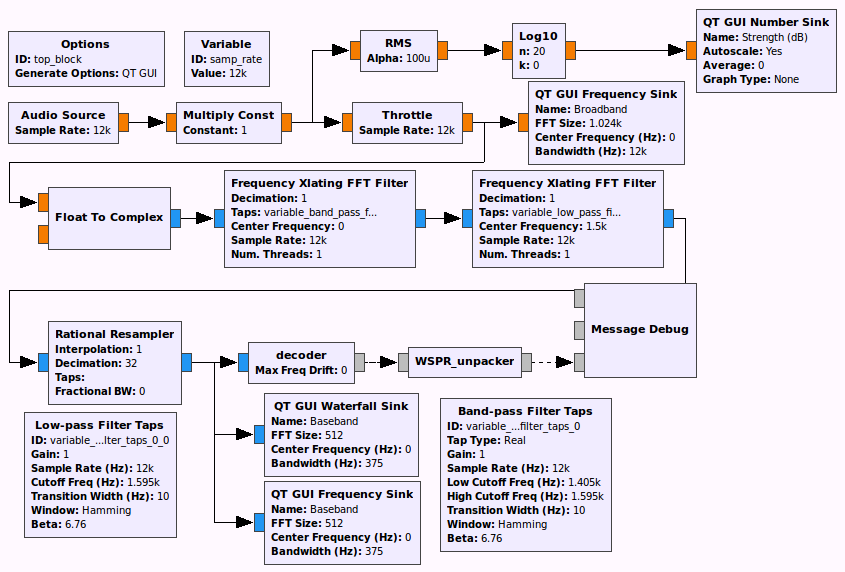 Options
ID: top_block
Generate Options: QT GUI
Variable
ID: samp_rate
Value: 12k
RMS
Alpha: 100u
Log10
n: 20
k: 0
QT GUI Number Sink
Name: Strength (dB)
Autoscale: Yes
Average: 0
Graph Type: None
Audio Source
Sample Rate: 12k
Multiply Const
Constant: 1
Throttle
Sample Rate: 12k
QT GUI Frequency Sink
Name: Broadband
FFT Size: 1.024k
Center Frequency (Hz): 0
Bandwidth (Hz): 12k
Float To Complex
Frequency Xlating FFT Filter
Decimation: 1
Taps: variable_band_pass_f...
Center Frequency: 0
Sample Rate: 12k
Num. Threads: 1
Frequency Xlating FFT Filter
Decimation: 1
Taps: variable_low_pass_fi...
Center Frequency: 1.5k
Sample Rate: 12k
Num. Threads: 1
Message Debug
Rational Resampler
Interpolation: 1
Decimation: 32
Taps:
Fractional BW: 0
decoder
Max Freq Drift: 0
WSPR_unpacker
Low-pass Filter Taps
ID: variable_...lter_taps_0_0
Gain: 1
Sample Rate (Hz): 12k
Cutoff Freq (Hz): 1.595k
Transition Width (Hz): 10
Window: Hamming
Beta: 6.76
QT GUI Waterfall Sink
Name: Baseband
FFT Size: 512
Center Frequency (Hz): 0
Bandwidth (Hz): 375
QT GUI Frequency Sink
Name: Baseband
FFT Size: 512
Center Frequency (Hz): 0
Bandwidth (Hz): 375
Band-pass Filter Taps
ID: variable_...filter_taps_0
Tap Type: Real
Gain: 1
Sample Rate (Hz): 12k
Low Cutoff Freq (Hz): 1.405k
High Cutoff Freq (Hz): 1.595k
Transition Width (Hz): 10
Window: Hamming
Beta: 6.76